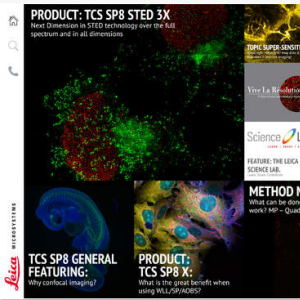 PRODUCT: TCS SP8 STED 3X
Next Dimension in STED technology over the full
spectrum and in all dimensions
TOPIC SUPER-SENSIT
Vive La Résolution
Science L
FEATURE: THE LEICA
SCIENCE LAB.
METHOD M
What can be done
work? MP - Quad
TCS SP8 GENERAL
FEATURING:
Why confocal imaging?
PRODUCT:
TCS SP8 X:
What is the great benefit when
using WLL/SP/AOBS?
Leica
MICROSYSTEMS